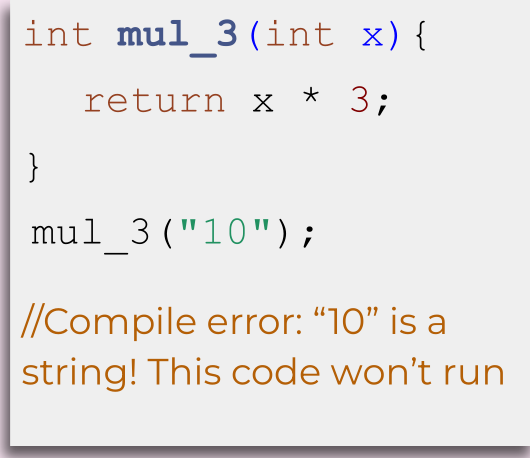 int mul_3(int x){
return x * 3;
}
mul_3("10");
//Compile error: “10” is a
string! This code won’t run